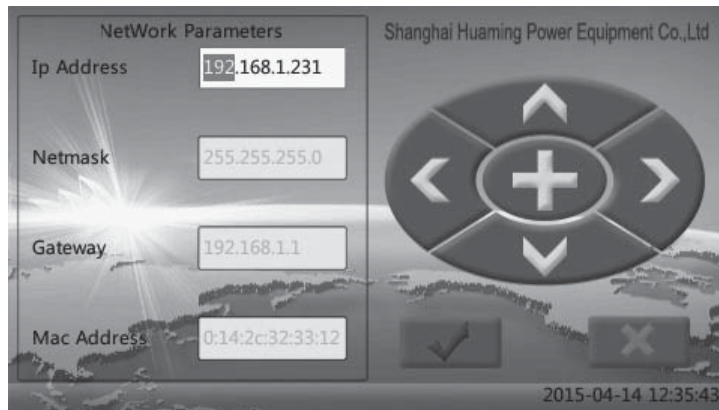 NetWork Parameters
Shanghai Huaming Power Equipment Co.,Ltd
Ip Address 192.168.1.231
Netmask 255.255.255.0
Gateway 192.168.1.1
Mac Address 0:14:2c:32:33:12
2015-04-14 12:35:43